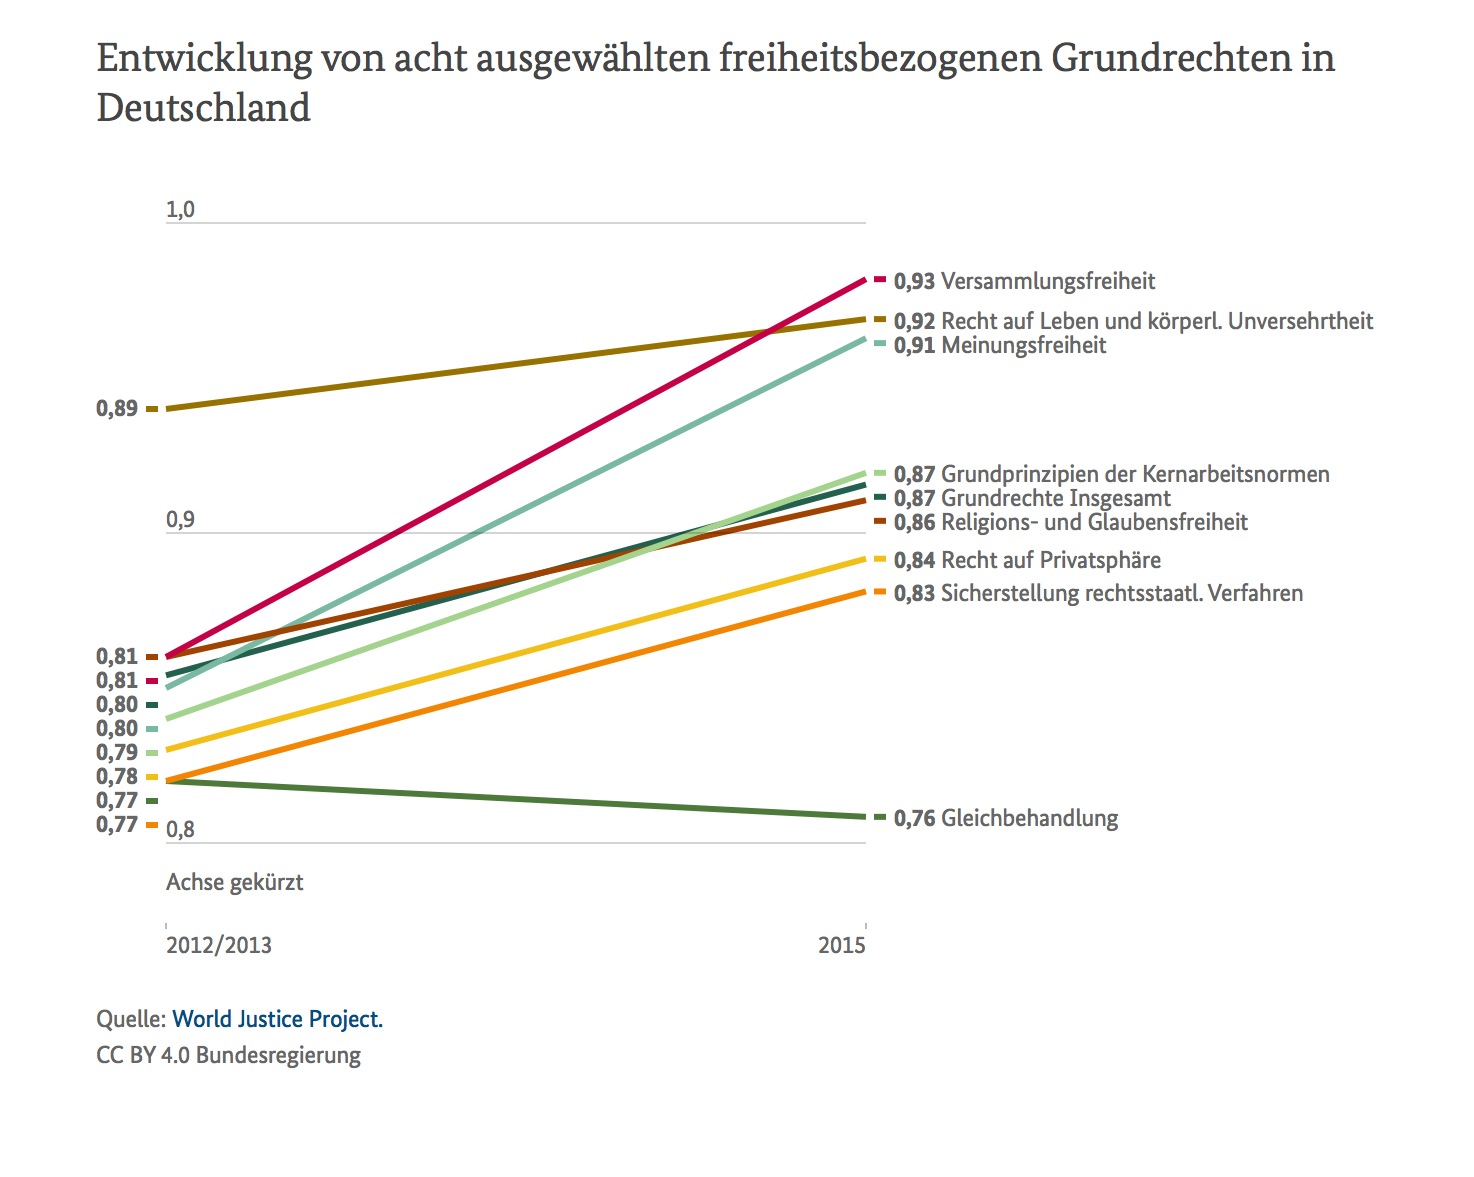 Entwicklung von acht ausgewählten freiheitsbezogenen Grundrechten in
Deutschland
1,0
0,93 Versammlungsfreiheit
0,92 Recht auf Leben und körperl. Unversehrtheit
0,91 Meinungsfreiheit
0,89
0,87 Grundprinzipien der Kernarbeitsnormen
0,87 Grundrechte Insgesamt
0,86 Religions- und Glaubensfreiheit
0,9
0,84 Recht auf Privatsphäre
0,83 Sicherstellung rechtsstaatl. Verfahren
0,81
0,81
0,80
0,80
0,79
0,78
0,77
0,77
0,76 Gleichbehandlung
0,8
Achse gekürzt
2012/2013
2015
Quelle: World Justice Project.
CC BY 4.0 Bundesregierung